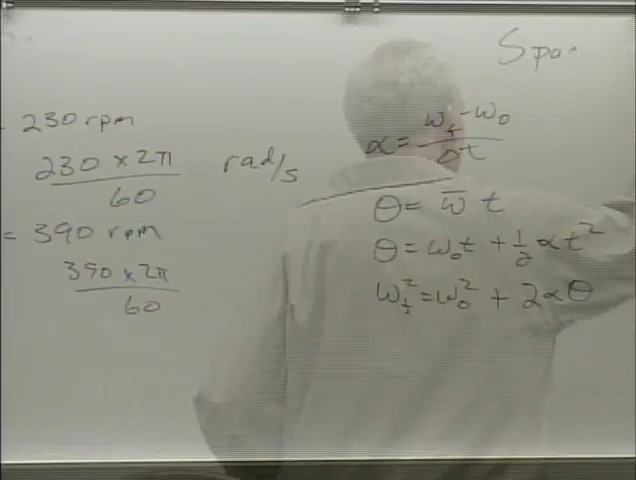 Spa
= 230 rpm
230 × 2π rad/s
60
= 390 rpm
390 × 2π
60
α = ω_f - ω_0
Δt
θ = ω̄ t
θ = ω_0 t + 1/2 α t²
ω_f² = ω_0² + 2αθ